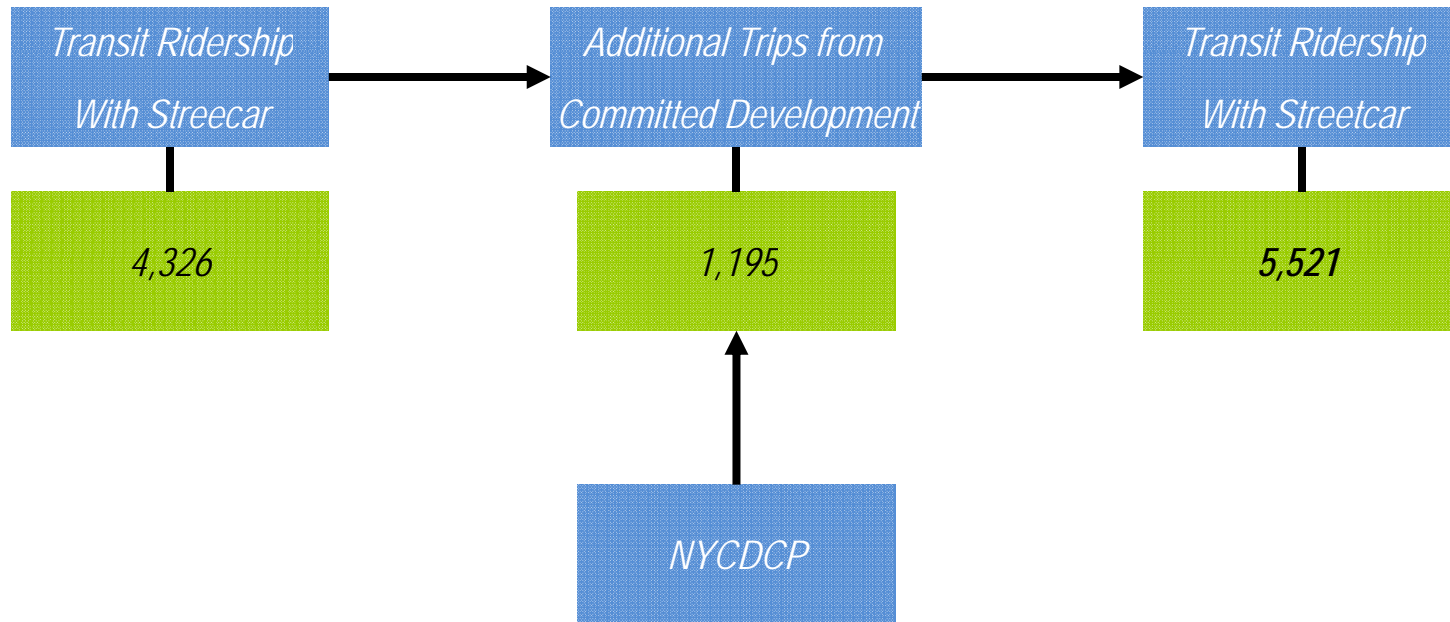 Transit Ridership
With Streecar
Additional Trips from
Committed Development
Transit Ridership
With Streetcar
4,326
1,195
5,521
NYCDCP